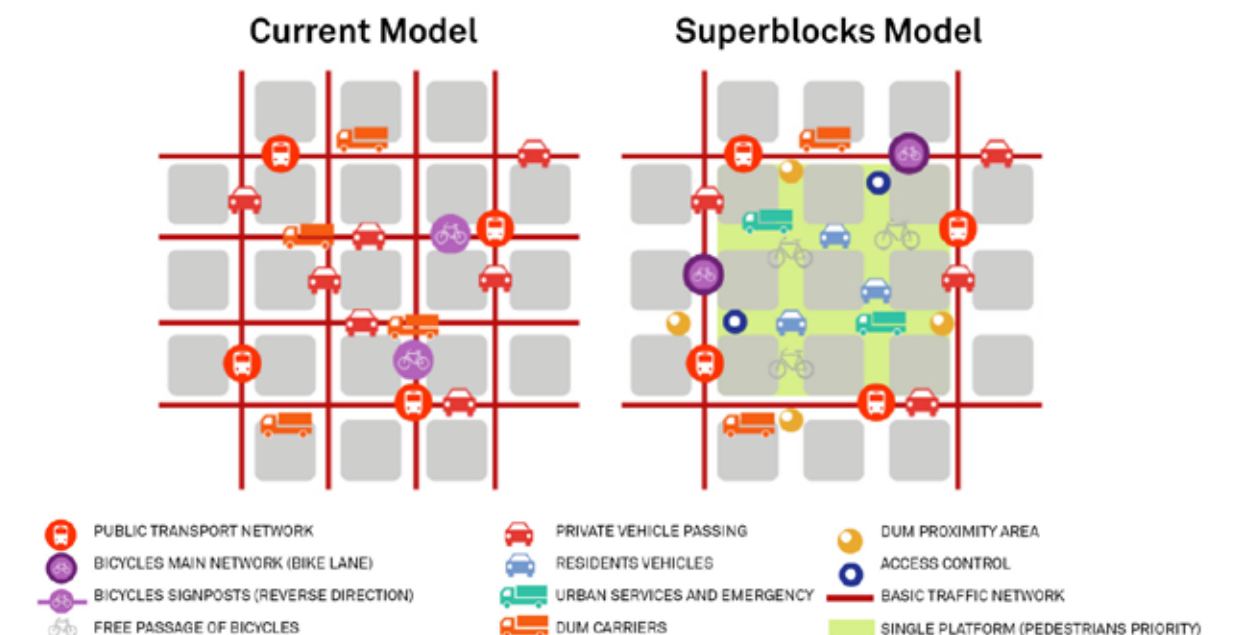 Current Model
Superblocks Model
PUBLIC TRANSPORT NETWORK
PRIVATE VEHICLE PASSING
DUM PROXIMITY AREA
BICYCLES MAIN NETWORK (BIKE LANE)
RESIDENTS VEHICLES
ACCESS CONTROL
BICYCLES SIGNPOSTS (REVERSE DIRECTION)
URBAN SERVICES AND EMERGENCY
BASIC TRAFFIC NETWORK
FREE PASSAGE OF BICYCLES
DUM CARRIERS
SINGLE PLATFORM (PEDESTRIANS PRIORITY)